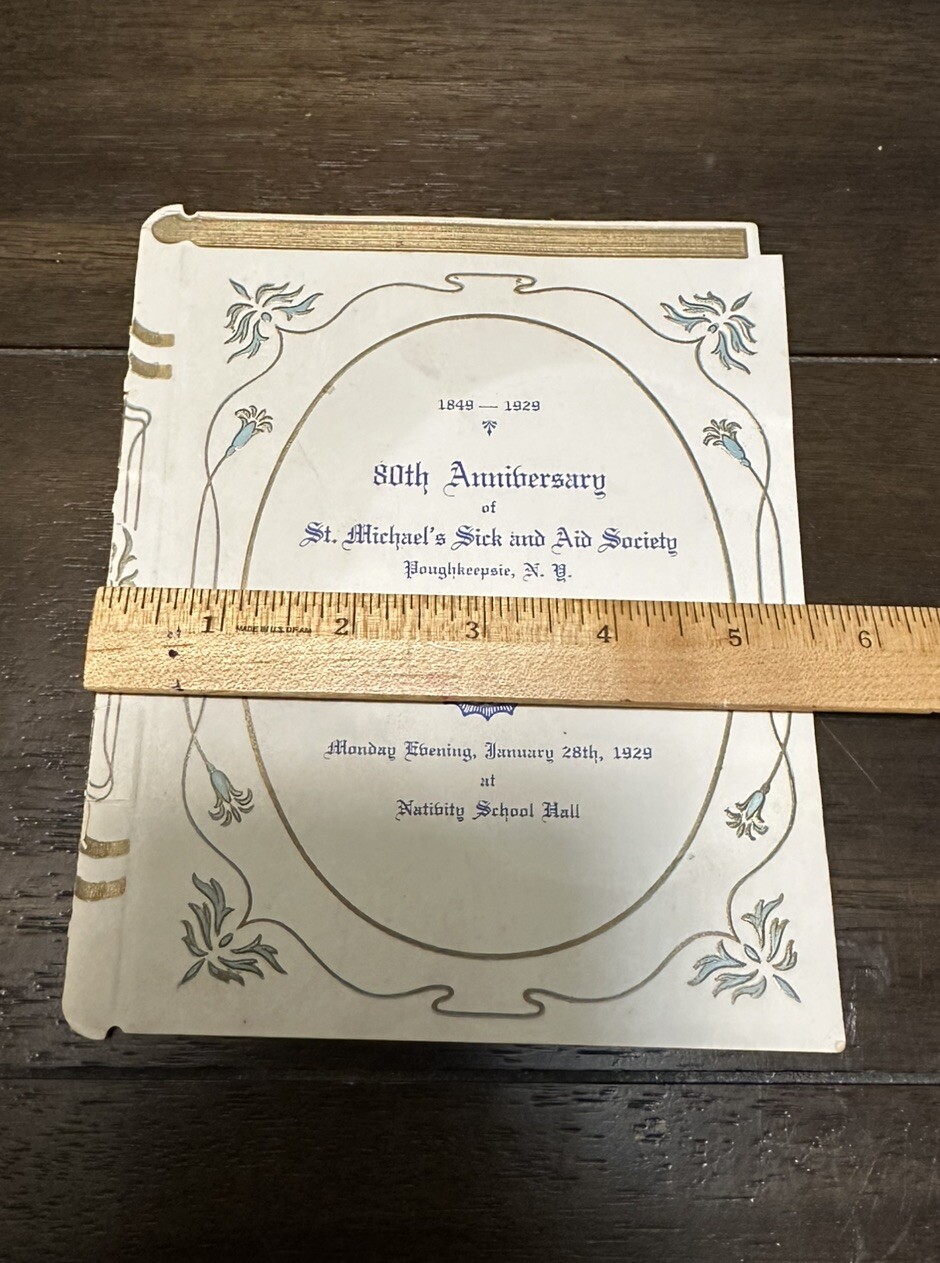 1849 — 1929
80th Anniversary
of
St. Michael's Sick and Aid Society
Poughkeepsie, N. Y.
1 2 3 4 5 6
MADE IN U.S. OF AM
Monday Evening, January 28th, 1929
at
Nativity School Hall